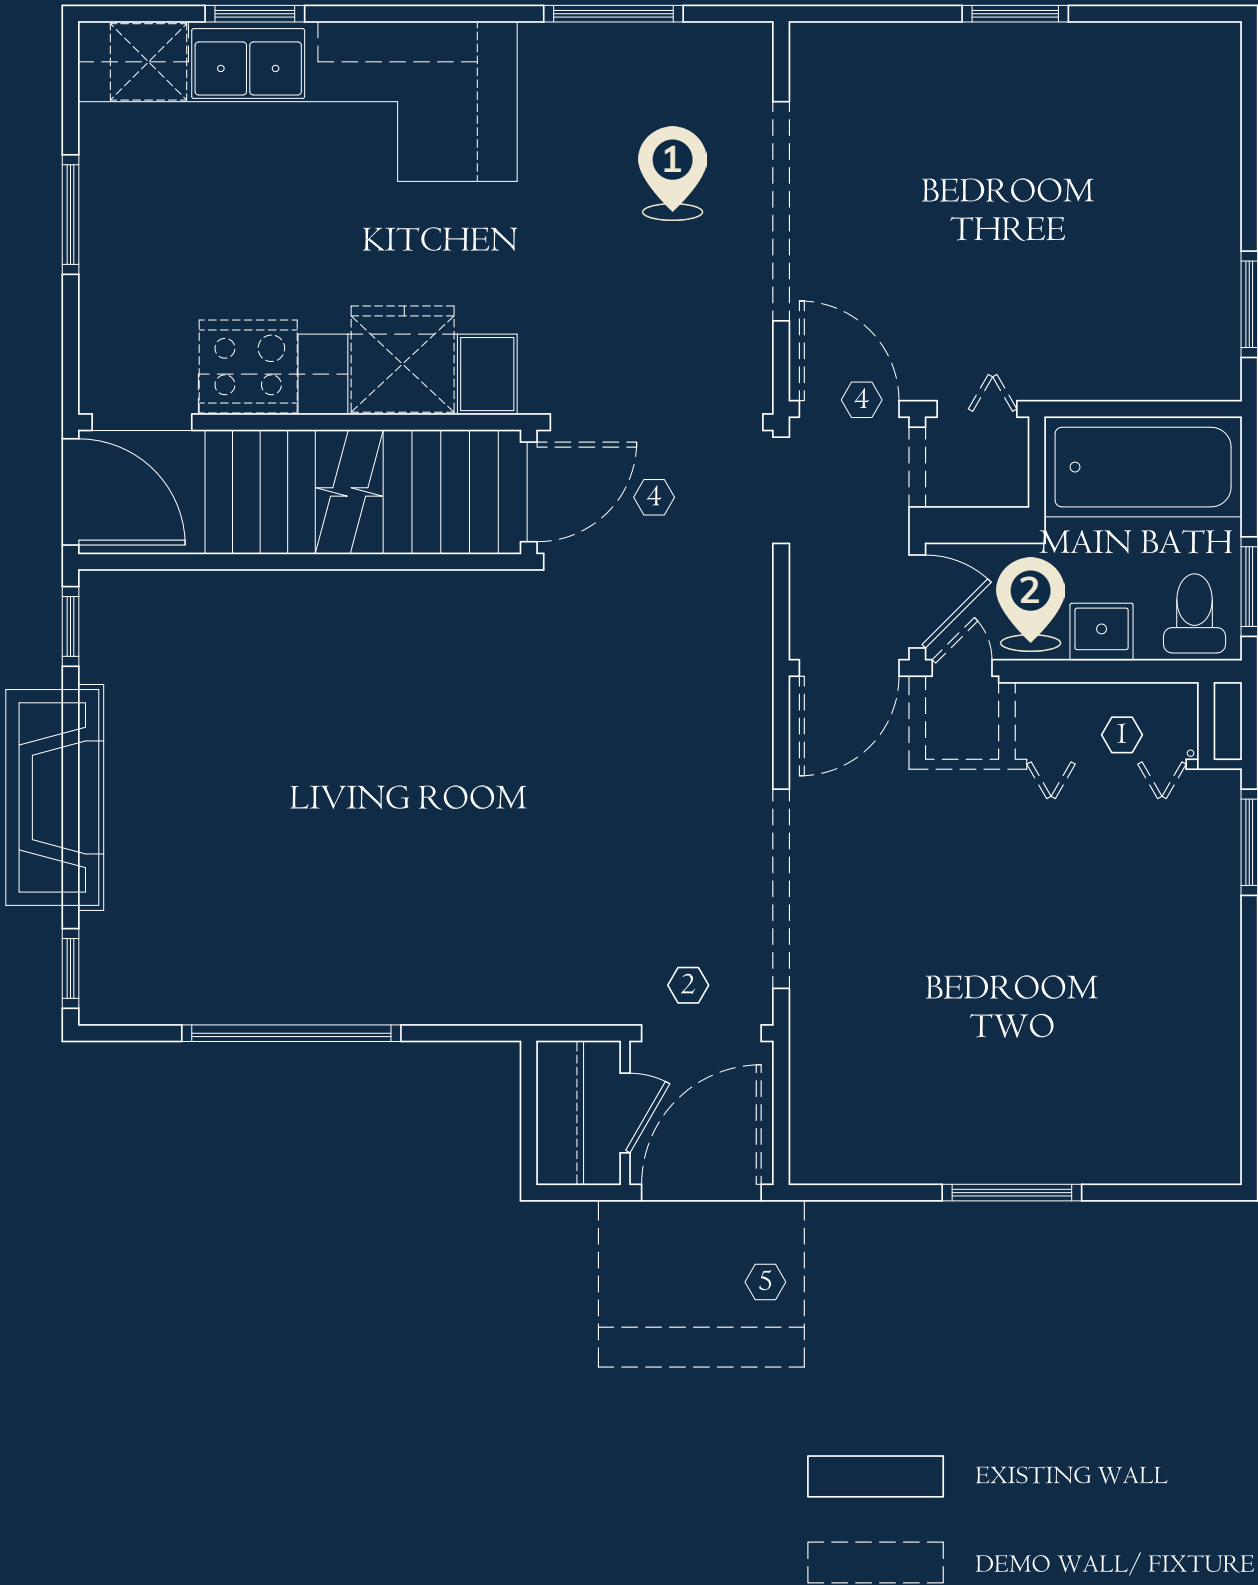 1
BEDROOM
THREE
KITCHEN
4
4
MAIN BATH
2
1
LIVING ROOM
2
BEDROOM
TWO
5
EXISTING WALL
DEMO WALL/ FIXTURE